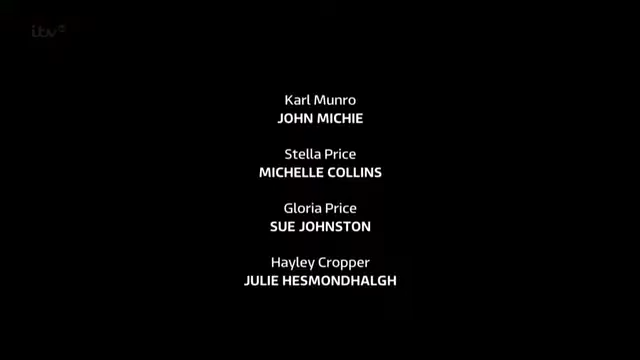 itv
Karl Munro
JOHN MICHIE
Stella Price
MICHELLE COLLINS
Gloria Price
SUE JOHNSTON
Hayley Cropper
JULIE HESMONDHALGH